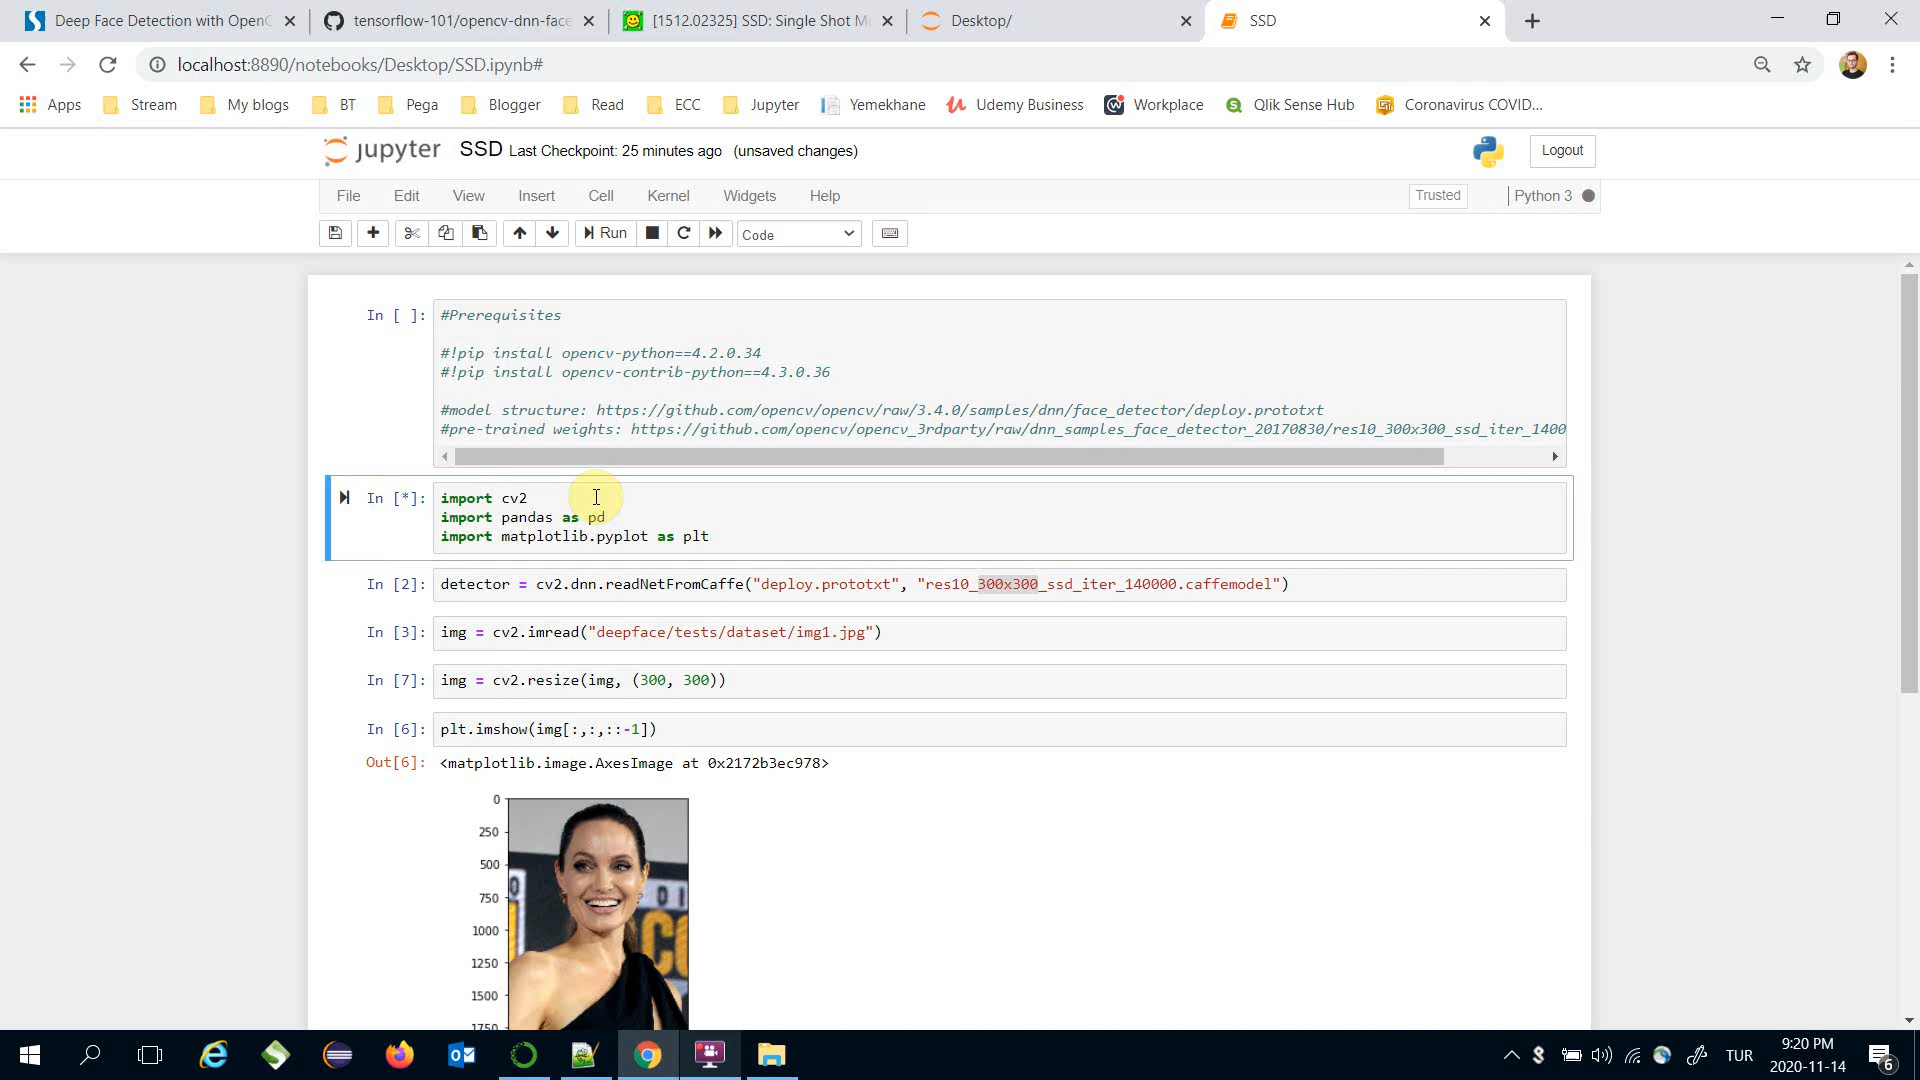 Deep Face Detection with OpenC
tensorflow-101/opencv-dnn-face
[1512.02325] SSD: Single Shot M
Desktop/
SSD
localhost:8890/notebooks/Desktop/SSD.ipynb#
Apps Stream My blogs BT Pega Blogger Read ECC Jupyter Yemekhane Udemy Business Workplace Qlik Sense Hub Coronavirus COVID...
jupyter SSD Last Checkpoint: 25 minutes ago (unsaved changes) Logout
File Edit View Insert Cell Kernel Widgets Help Trusted Python 3
Run Code
In [ ]: #Prerequisites
#!pip install opencv-python==4.2.0.34
#!pip install opencv-contrib-python==4.3.0.36
#model structure: https://github.com/opencv/opencv/raw/3.4.0/samples/dnn/face_detector/deploy.prototxt
#pre-trained weights: https://github.com/opencv/opencv_3rdparty/raw/dnn_samples_face_detector_20170830/res10_300x300_ssd_iter_1400
In [*]: import cv2
import pandas as pd
import matplotlib.pyplot as plt
In [2]: detector = cv2.dnn.readNetFromCaffe("deploy.prototxt", "res10_300x300_ssd_iter_140000.caffemodel")
In [3]: img = cv2.imread("deepface/tests/dataset/img1.jpg")
In [7]: img = cv2.resize(img, (300, 300))
In [6]: plt.imshow(img[:,:,::-1])
Out[6]: <matplotlib.image.AxesImage at 0x2172b3ec978>
0
250
500
750
1000
1250
1500
1750
TUR
9:20 PM
2020-11-14
6